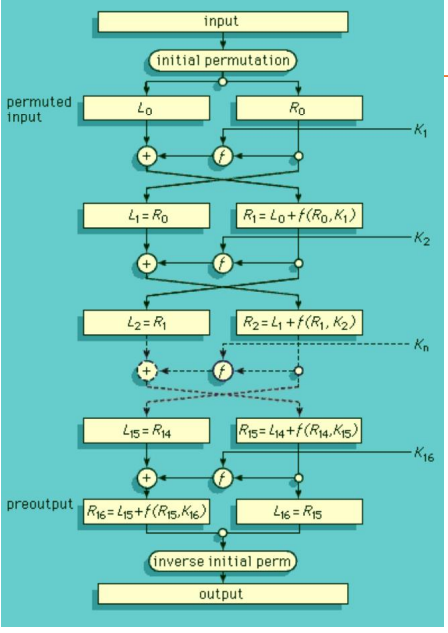 input
initial permutation
permuted
input
L₀
R₀
K₁
+
f
L₁=R₀
R₁=L₀+f(R₀,K₁)
K₂
+
f
L₂=R₁
R₂=L₁+f(R₁, K₂)
Kₙ
+
f
L₁₅=R₁₄
R₁₅=L₁₄+f(R₁₄,K₁₅)
K₁₆
+
f
preoutput
R₁₆=L₁₅+f(R₁₅,K₁₆)
L₁₆=R₁₅
inverse initial perm
output